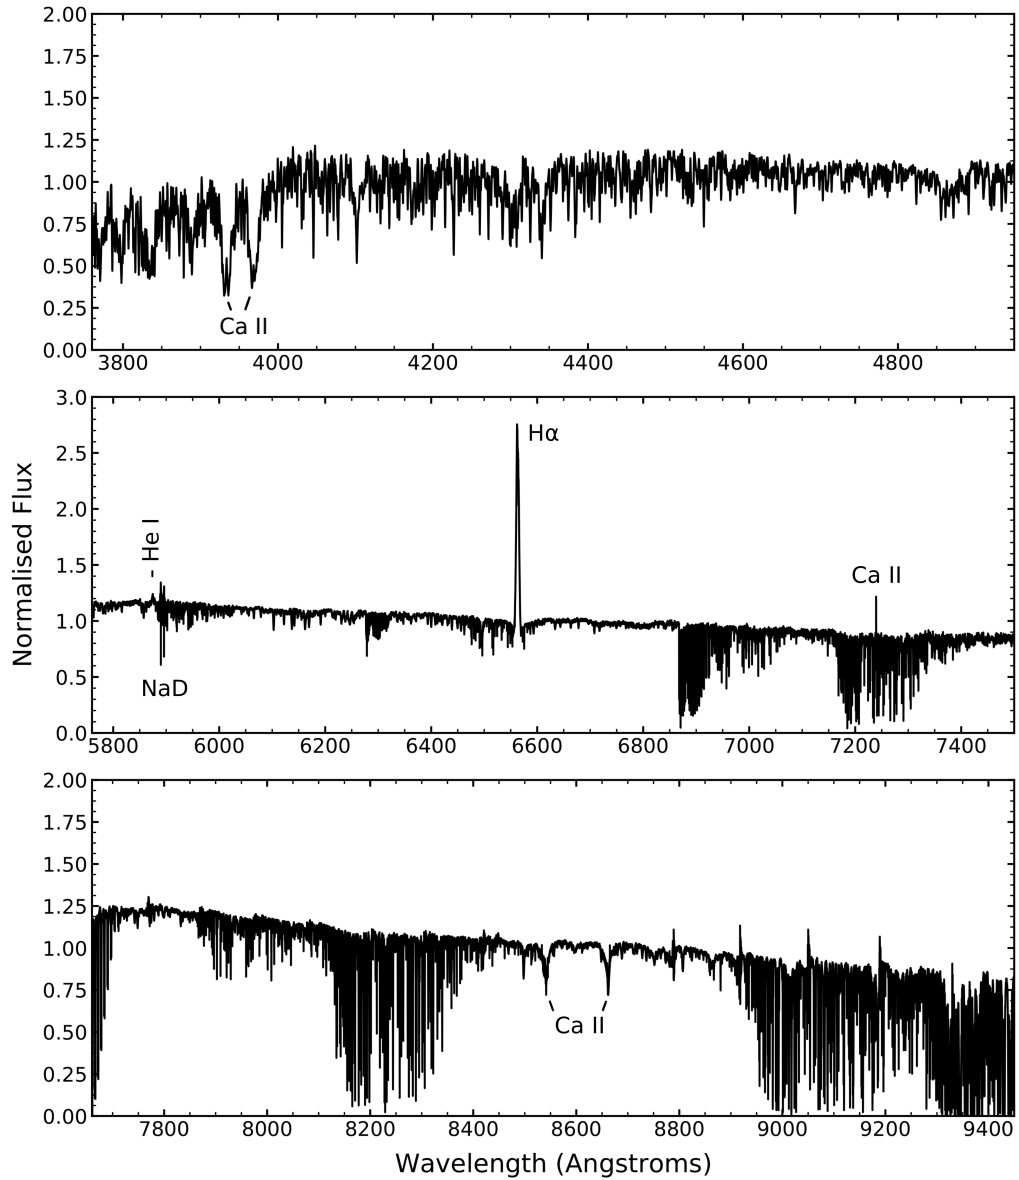 2.00
1.75
1.50
1.25
1.00
0.75
0.50
0.25
0.00
Ca II
3800 4000 4200 4400 4600 4800
Normalised Flux
3.0
2.5
2.0
1.5
1.0
0.5
0.0
Hα
He I
Ca II
NaD
5800 6000 6200 6400 6600 6800 7000 7200 7400
2.00
1.75
1.50
1.25
1.00
0.75
0.50
0.25
0.00
Ca II
7800 8000 8200 8400 8600 8800 9000 9200 9400
Wavelength (Angstroms)